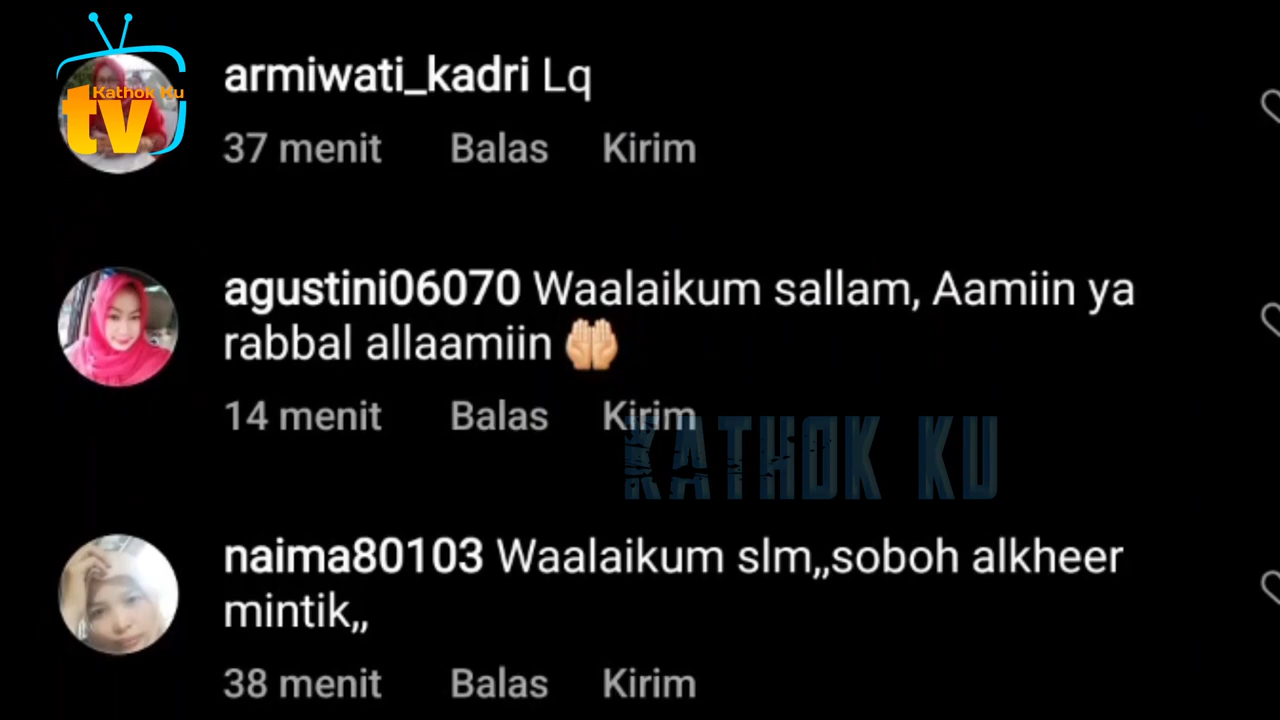 Kathok Ku
tv
armiwati_kadri Lq
37 menit Balas Kirim
agustini06070 Waalaikum sallam, Aamiin ya
rabbal allaamiin 🤲🏻
14 menit Balas Kirim
KATHOK KU
naima80103 Waalaikum slm,,soboh alkheer
mintik,,
38 menit Balas Kirim